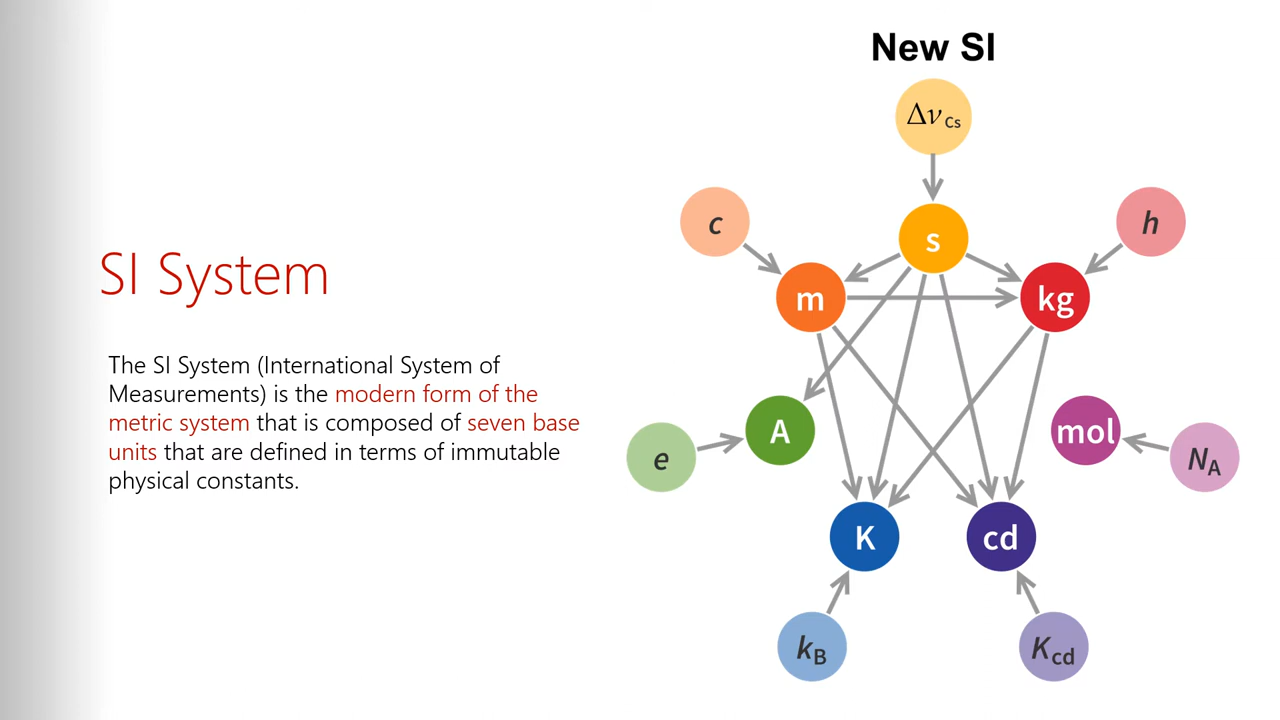 New SI
Δν Cs
c
h
s
m
kg
SI System
The SI System (International System of
Measurements) is the modern form of the
metric system that is composed of seven base
units that are defined in terms of immutable
physical constants.
A
mol
e
NA
K
cd
kB
Kcd